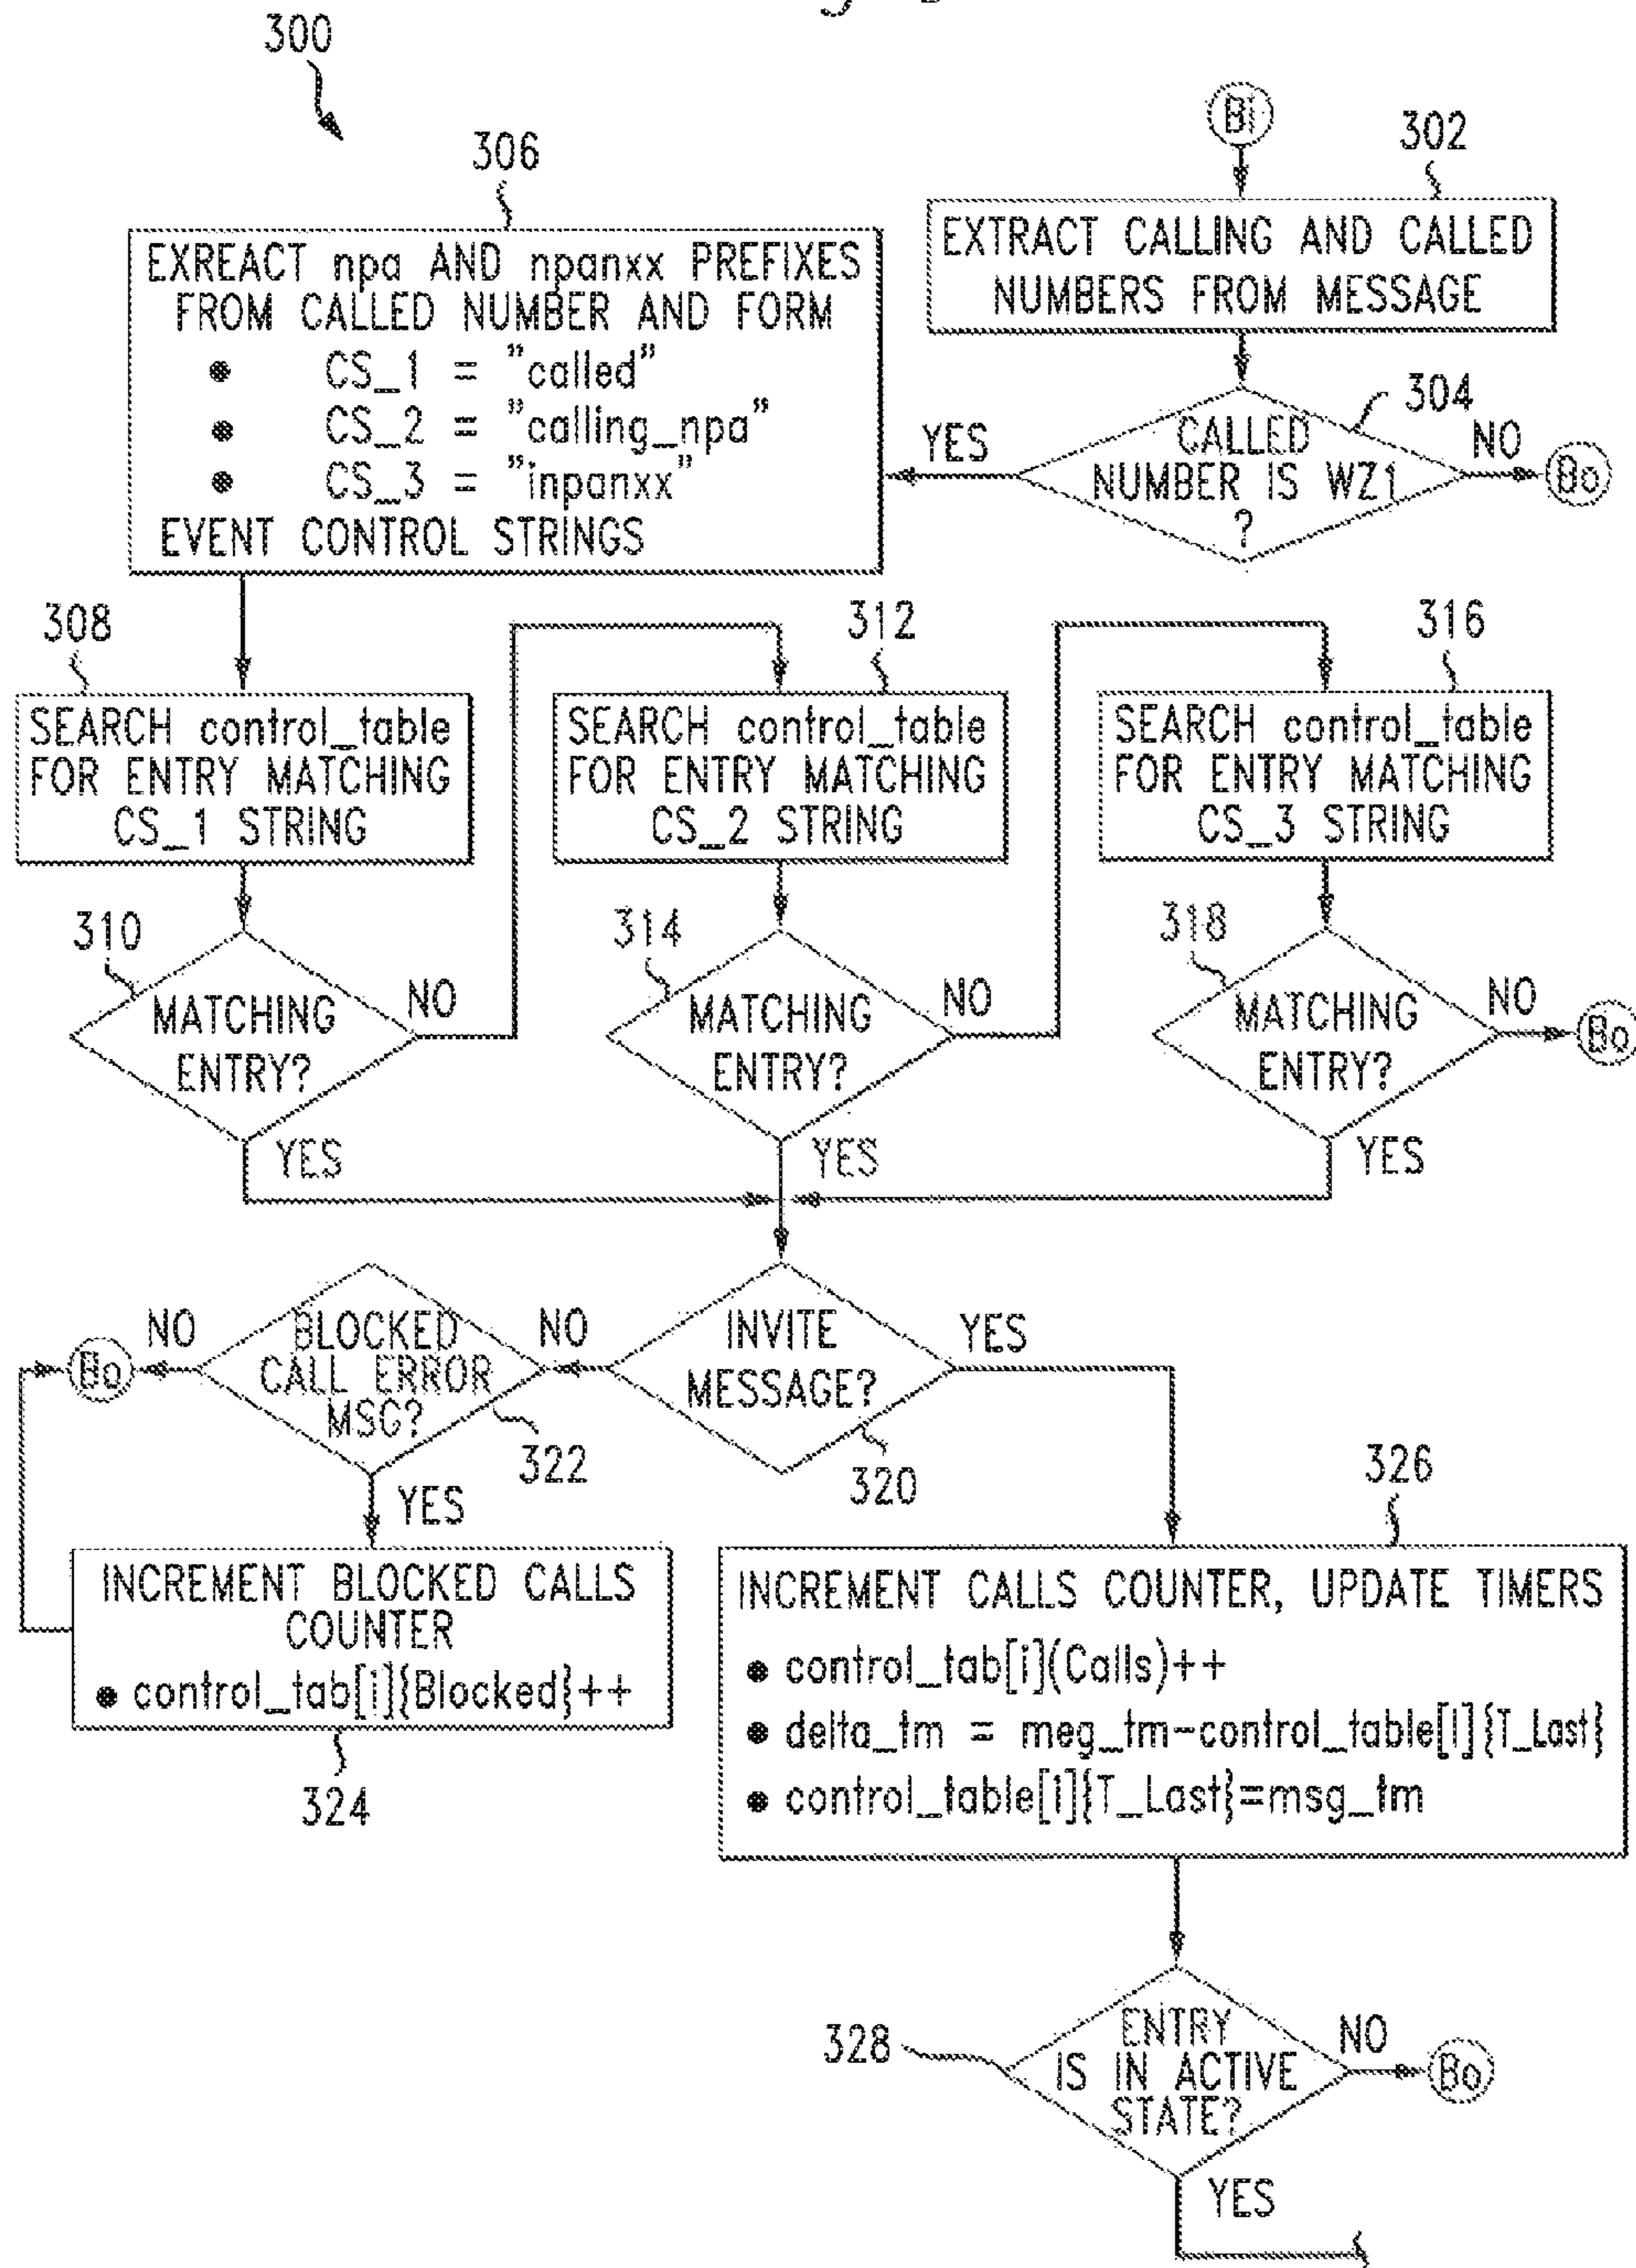 300
Bi
302
EXTRACT CALLING AND CALLED
NUMBERS FROM MESSAGE
304
CALLED
NUMBER IS WZ1
?
YES
NO
Bo
306
EXREACT npa AND npanxx PREFIXES
FROM CALLED NUMBER AND FORM
• CS_1 = "called"
• CS_2 = "calling_npa"
• CS_3 = "inpanxx"
EVENT CONTROL STRINGS
308
SEARCH control_table
FOR ENTRY MATCHING
CS_1 STRING
312
SEARCH control_table
FOR ENTRY MATCHING
CS_2 STRING
316
SEARCH control_table
FOR ENTRY MATCHING
CS_3 STRING
310
MATCHING
ENTRY?
NO
YES
314
MATCHING
ENTRY?
NO
YES
318
MATCHING
ENTRY?
NO
Bo
YES
INVITE
MESSAGE?
320
NO
YES
BLOCKED
CALL ERROR
MSG?
322
NO
Bo
YES
INCREMENT BLOCKED CALLS
COUNTER
• control_tab[i]{Blocked}++
324
326
INCREMENT CALLS COUNTER, UPDATE TIMERS
• control_tab[i](Calls)++
• delta_tm = meg_tm-control_table[I]{T_Last}
• control_table[i]{T_Last}=msg_tm
328
ENTRY
IS IN ACTIVE
STATE?
NO
Bo
YES